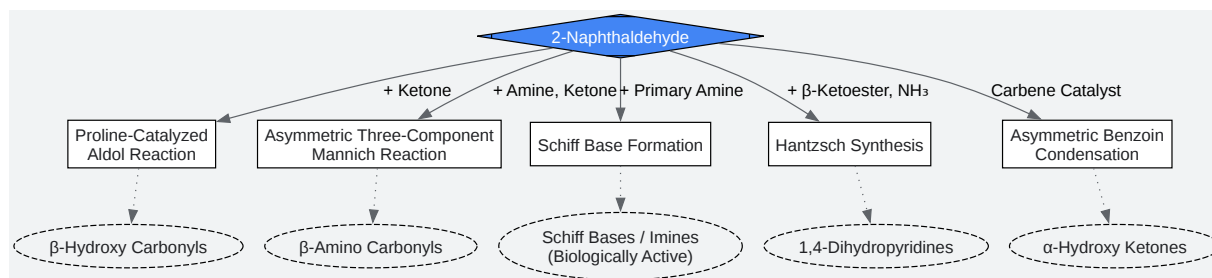 2-Naphthaldehyde
+ Ketone
+ Amine, Ketone
+ Primary Amine
+ β-Ketoester, NH₃
Carbene Catalyst
Proline-Catalyzed
Aldol Reaction
Asymmetric Three-Component
Mannich Reaction
Schiff Base Formation
Hantzsch Synthesis
Asymmetric Benzoin
Condensation
β-Hydroxy Carbonyls
β-Amino Carbonyls
Schiff Bases / Imines
(Biologically Active)
1,4-Dihydropyridines
α-Hydroxy Ketones